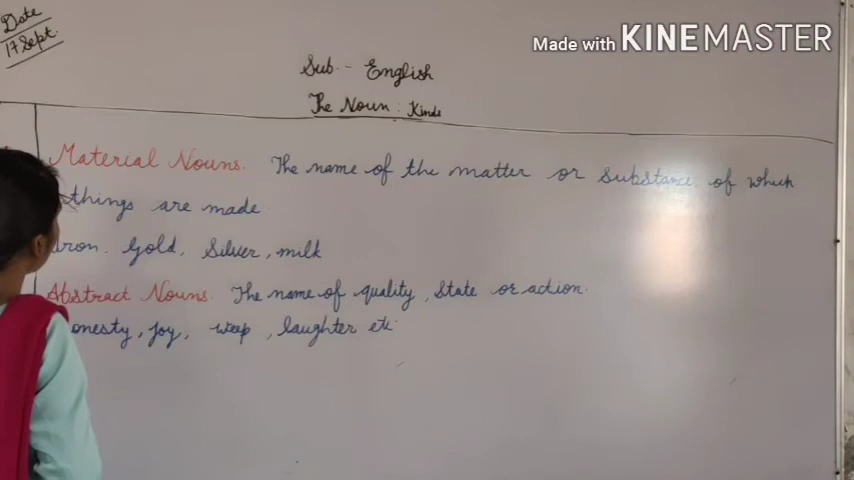 Date
17 Sept.
Made with KINEMASTER
Sub. - English
The Noun : Kinds
Material Nouns. The name of the matter or substance of which
things are made.
iron. Gold, Silver, milk
Abstract Nouns. The name of quality, state or action.
onesty, joy, weep, laughter etc.